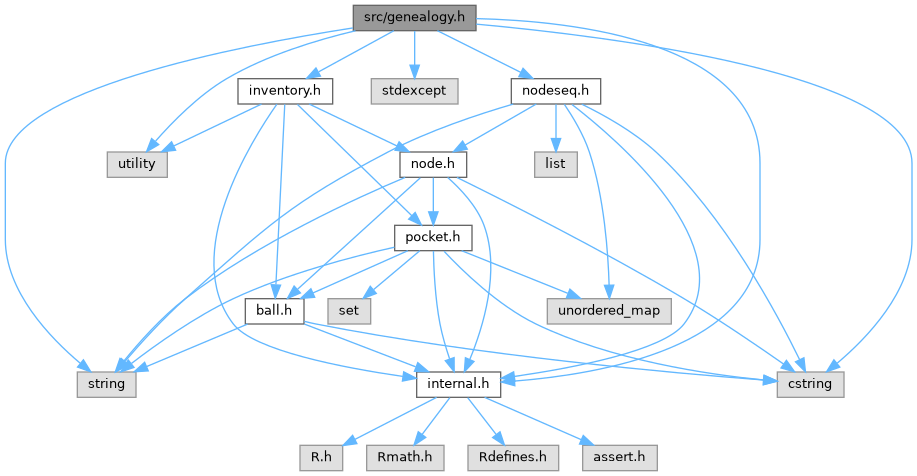 src/genealogy.h
inventory.h
stdexcept
nodeseq.h
utility
node.h
list
pocket.h
ball.h
set
unordered_map
string
internal.h
cstring
R.h
Rmath.h
Rdefines.h
assert.h